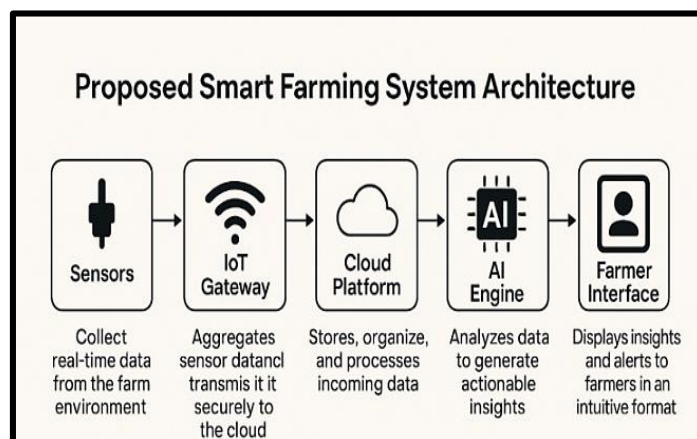 Proposed Smart Farming System Architecture
Sensors
Collect
real-time data
from the farm
environment
IoT
Gateway
Aggregates
sensor datancl
transmis it it
securely to
the cloud
Cloud
Platform
Stores, organize,
and processes
incoming data
AI
AI
Engine
Analyzes data
to generate
actionable
insights
Farmer
Interface
Displays insights
and alerts to
farmers in an
intuitive format